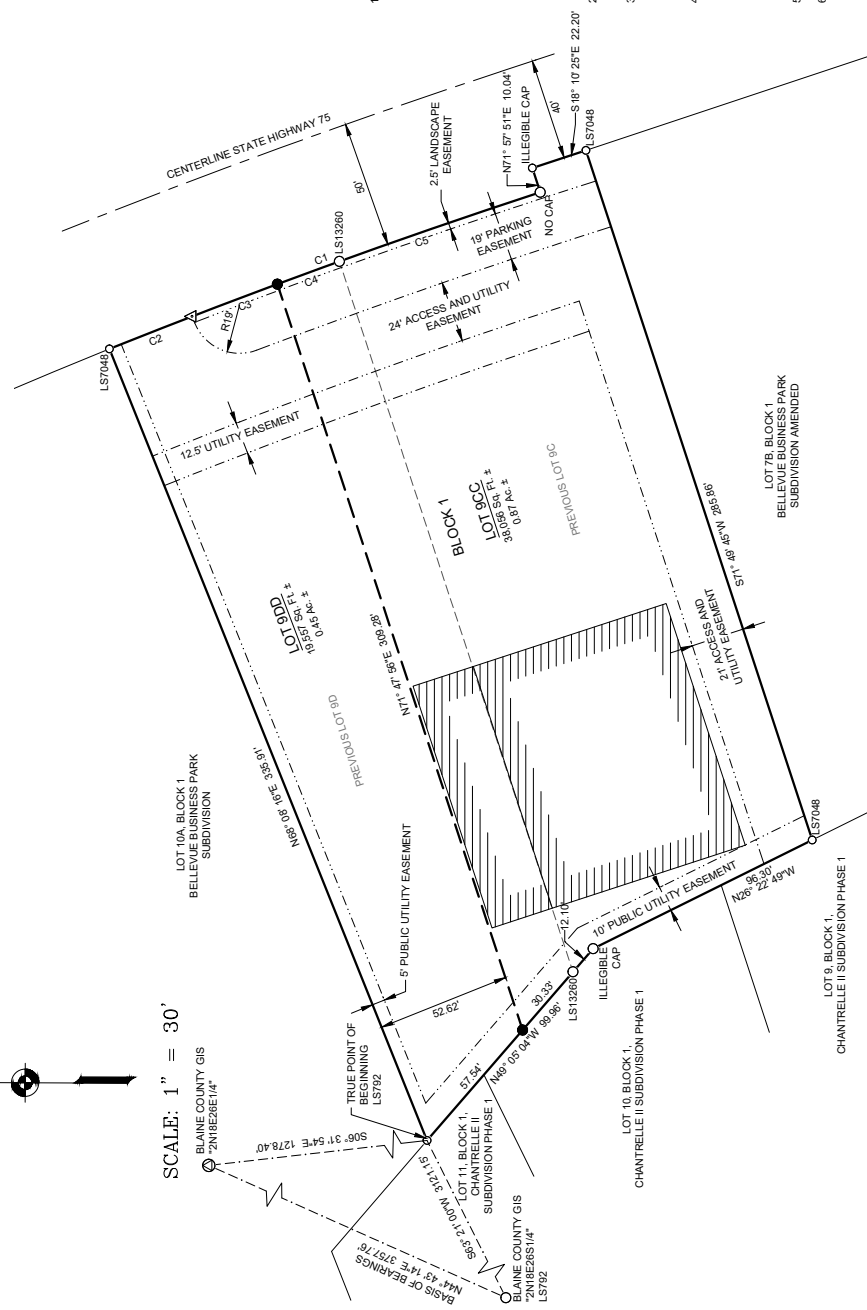 CENTERLINE STATE HIGHWAY 75
50'
40'
S18° 10' 25"E 22.20'
N71° 57' 51"E 10.04'
ILLEGIBLE CAP
LS7048
2.5' LANDSCAPE
EASEMENT
NO CAP
19' PARKING
EASEMENT
LS13260
C1
C5
C4
C3
C2
R19'
LS7048
24' ACCESS AND UTILITY
EASEMENT
12.5' UTILITY EASEMENT
BLOCK 1
LOT 9CC
38,056 Sq. Ft. ±
0.87 Ac. ±
PREVIOUS LOT 9C
LOT 9DD
19,557 Sq. Ft. ±
0.45 Ac. ±
PREVIOUS LOT 9D
N71° 47' 56"E 309.28'
N68° 08' 16"E 335.91'
LOT 10A, BLOCK 1
BELLEVUE BUSINESS PARK
SUBDIVISION
S71° 49' 45"W 285.86'
LOT 7B, BLOCK 1
BELLEVUE BUSINESS PARK
SUBDIVISION AMENDED
21' ACCESS AND
UTILITY EASEMENT
5' PUBLIC UTILITY EASEMENT
52.62'
10' PUBLIC UTILITY EASEMENT
96.30'
N26° 22' 49"W
LS7048
12.10'
30.33'
LS13260
ILLEGIBLE
CAP
57.54'
N49° 05' 04"W 99.96'
TRUE POINT OF
BEGINNING
LS792
LOT 9, BLOCK 1,
CHANTRELLE II SUBDIVISION PHASE 1
LOT 10, BLOCK 1,
CHANTRELLE II SUBDIVISION PHASE 1
LOT 11, BLOCK 1,
CHANTRELLE II
SUBDIVISION PHASE 1
SCALE: 1" = 30'
BLAINE COUNTY GIS
"2N18E26E1/4"
S06° 31' 54"E 1278.40'
S63° 21' 00"W 3121.15'
BASIS OF BEARINGS
N44° 43' 14"E 3757.76'
BLAINE COUNTY GIS
"2N18E26S1/4"
LS792